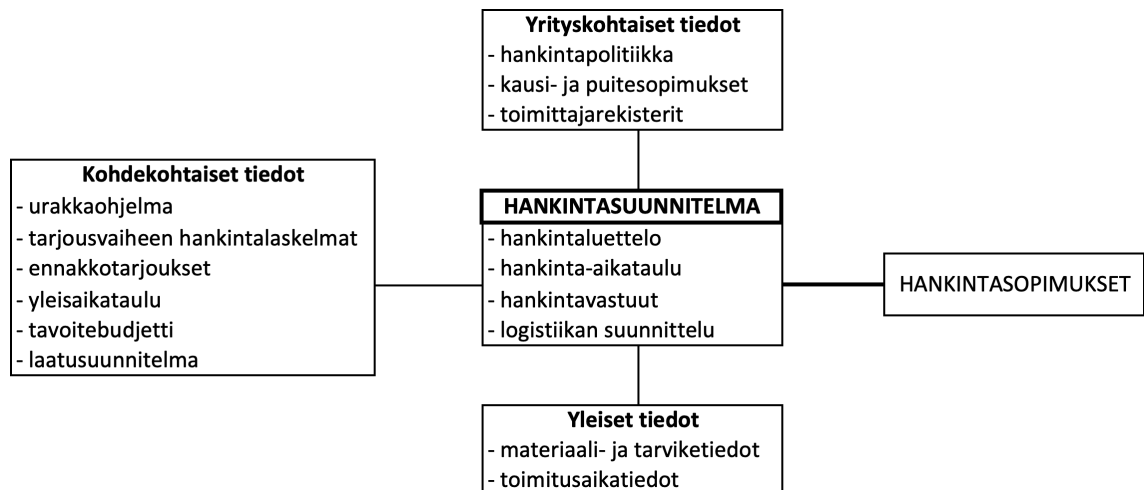 Yrityskohtaiset tiedot
- hankintapolitiikka
- kausi- ja puitesopimukset
- toimittajarekisterit
Kohdekohtaiset tiedot
- urakkaohjelma
- tarjousvaiheen hankintalaskelmat
- ennakkotarjoukset
- yleisaikataulu
- tavoitebudjetti
- laatusuunnitelma
HANKINTASUUNNITELMA
- hankintaluettelo
- hankinta-aikataulu
- hankintavastuut
- logistiikan suunnittelu
HANKINTASOPIMUKSET
Yleiset tiedot
- materiaali- ja tarviketiedot
- toimitusaikatiedot